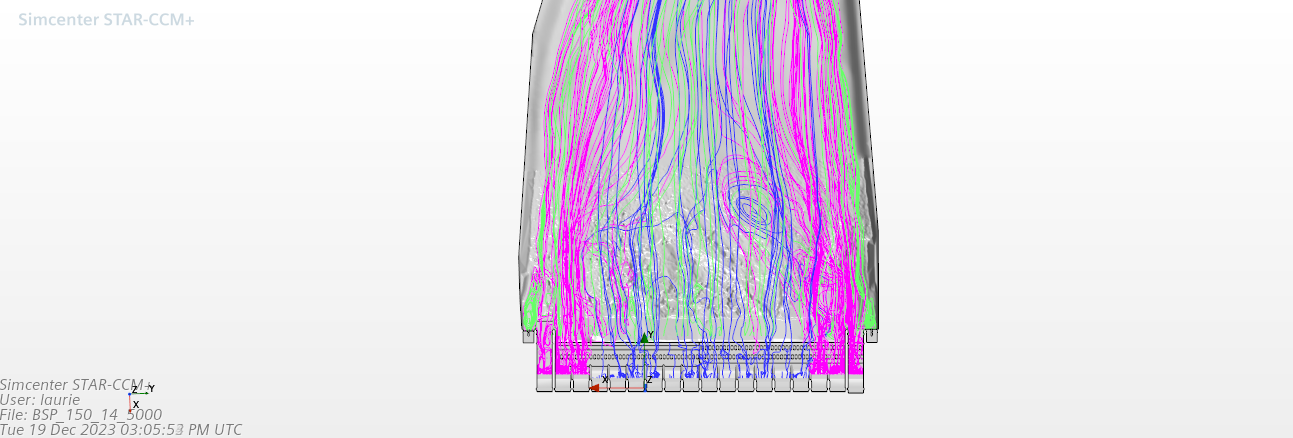 Simcenter STAR-CCM+
Y
X
Z
Simcenter STAR-CCM+
Z Y
User: laurie
X
File: BSP_150_14_5000
Tue 19 Dec 2023 03:05:53 PM UTC